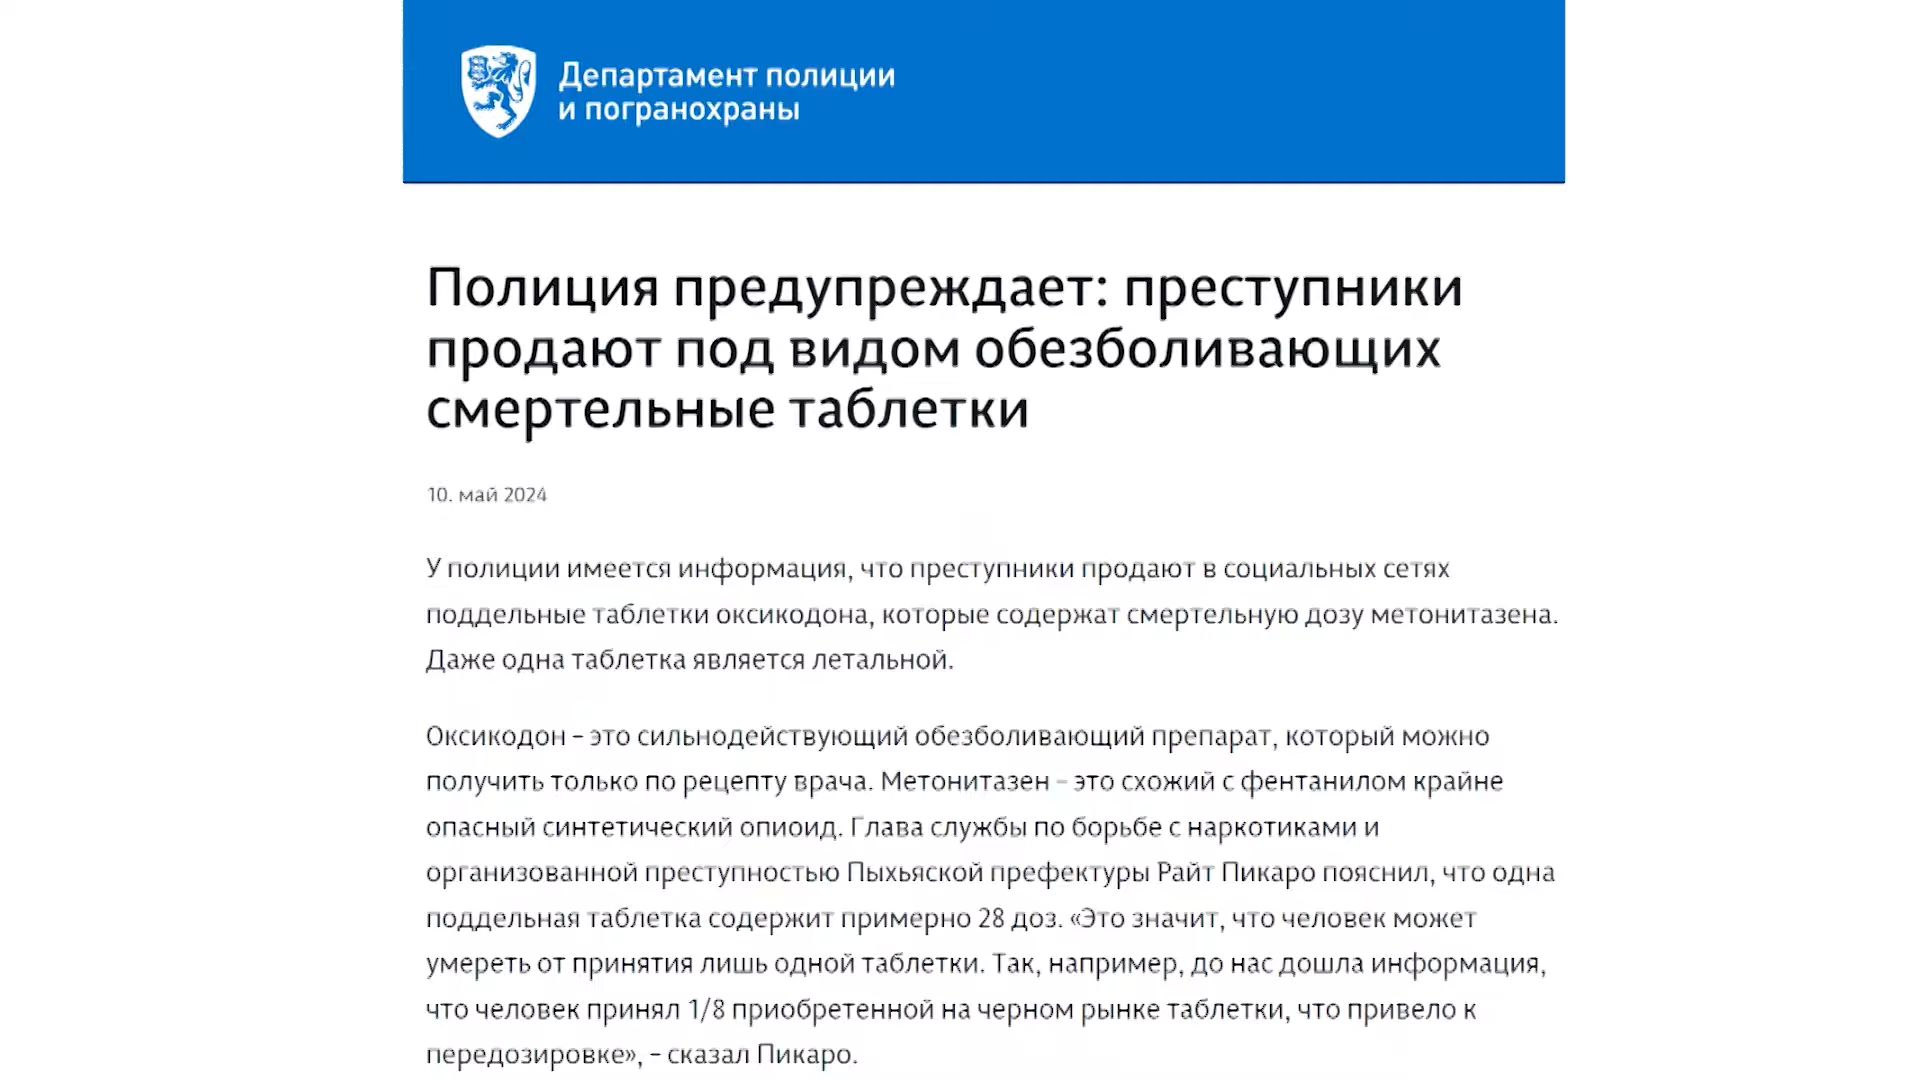 Департамент полиции
и погранохраны
Полиция предупреждает: преступники
продают под видом обезболивающих
смертельные таблетки
10. май 2024
У полиции имеется информация, что преступники продают в социальных сетях
поддельные таблетки оксикодона, которые содержат смертельную дозу метонитазена.
Даже одна таблетка является летальной.
Оксикодон – это сильнодействующий обезболивающий препарат, который можно
получить только по рецепту врача. Метонитазен – это схожий с фентанилом крайне
опасный синтетический опиоид. Глава службы по борьбе с наркотиками и
организованной преступностью Пыхьяской префектуры Райт Пикаро пояснил, что одна
поддельная таблетка содержит примерно 28 доз. «Это значит, что человек может
умереть от принятия лишь одной таблетки. Так, например, до нас дошла информация,
что человек принял 1/8 приобретенной на черном рынке таблетки, что привело к
передозировке», – сказал Пикаро.